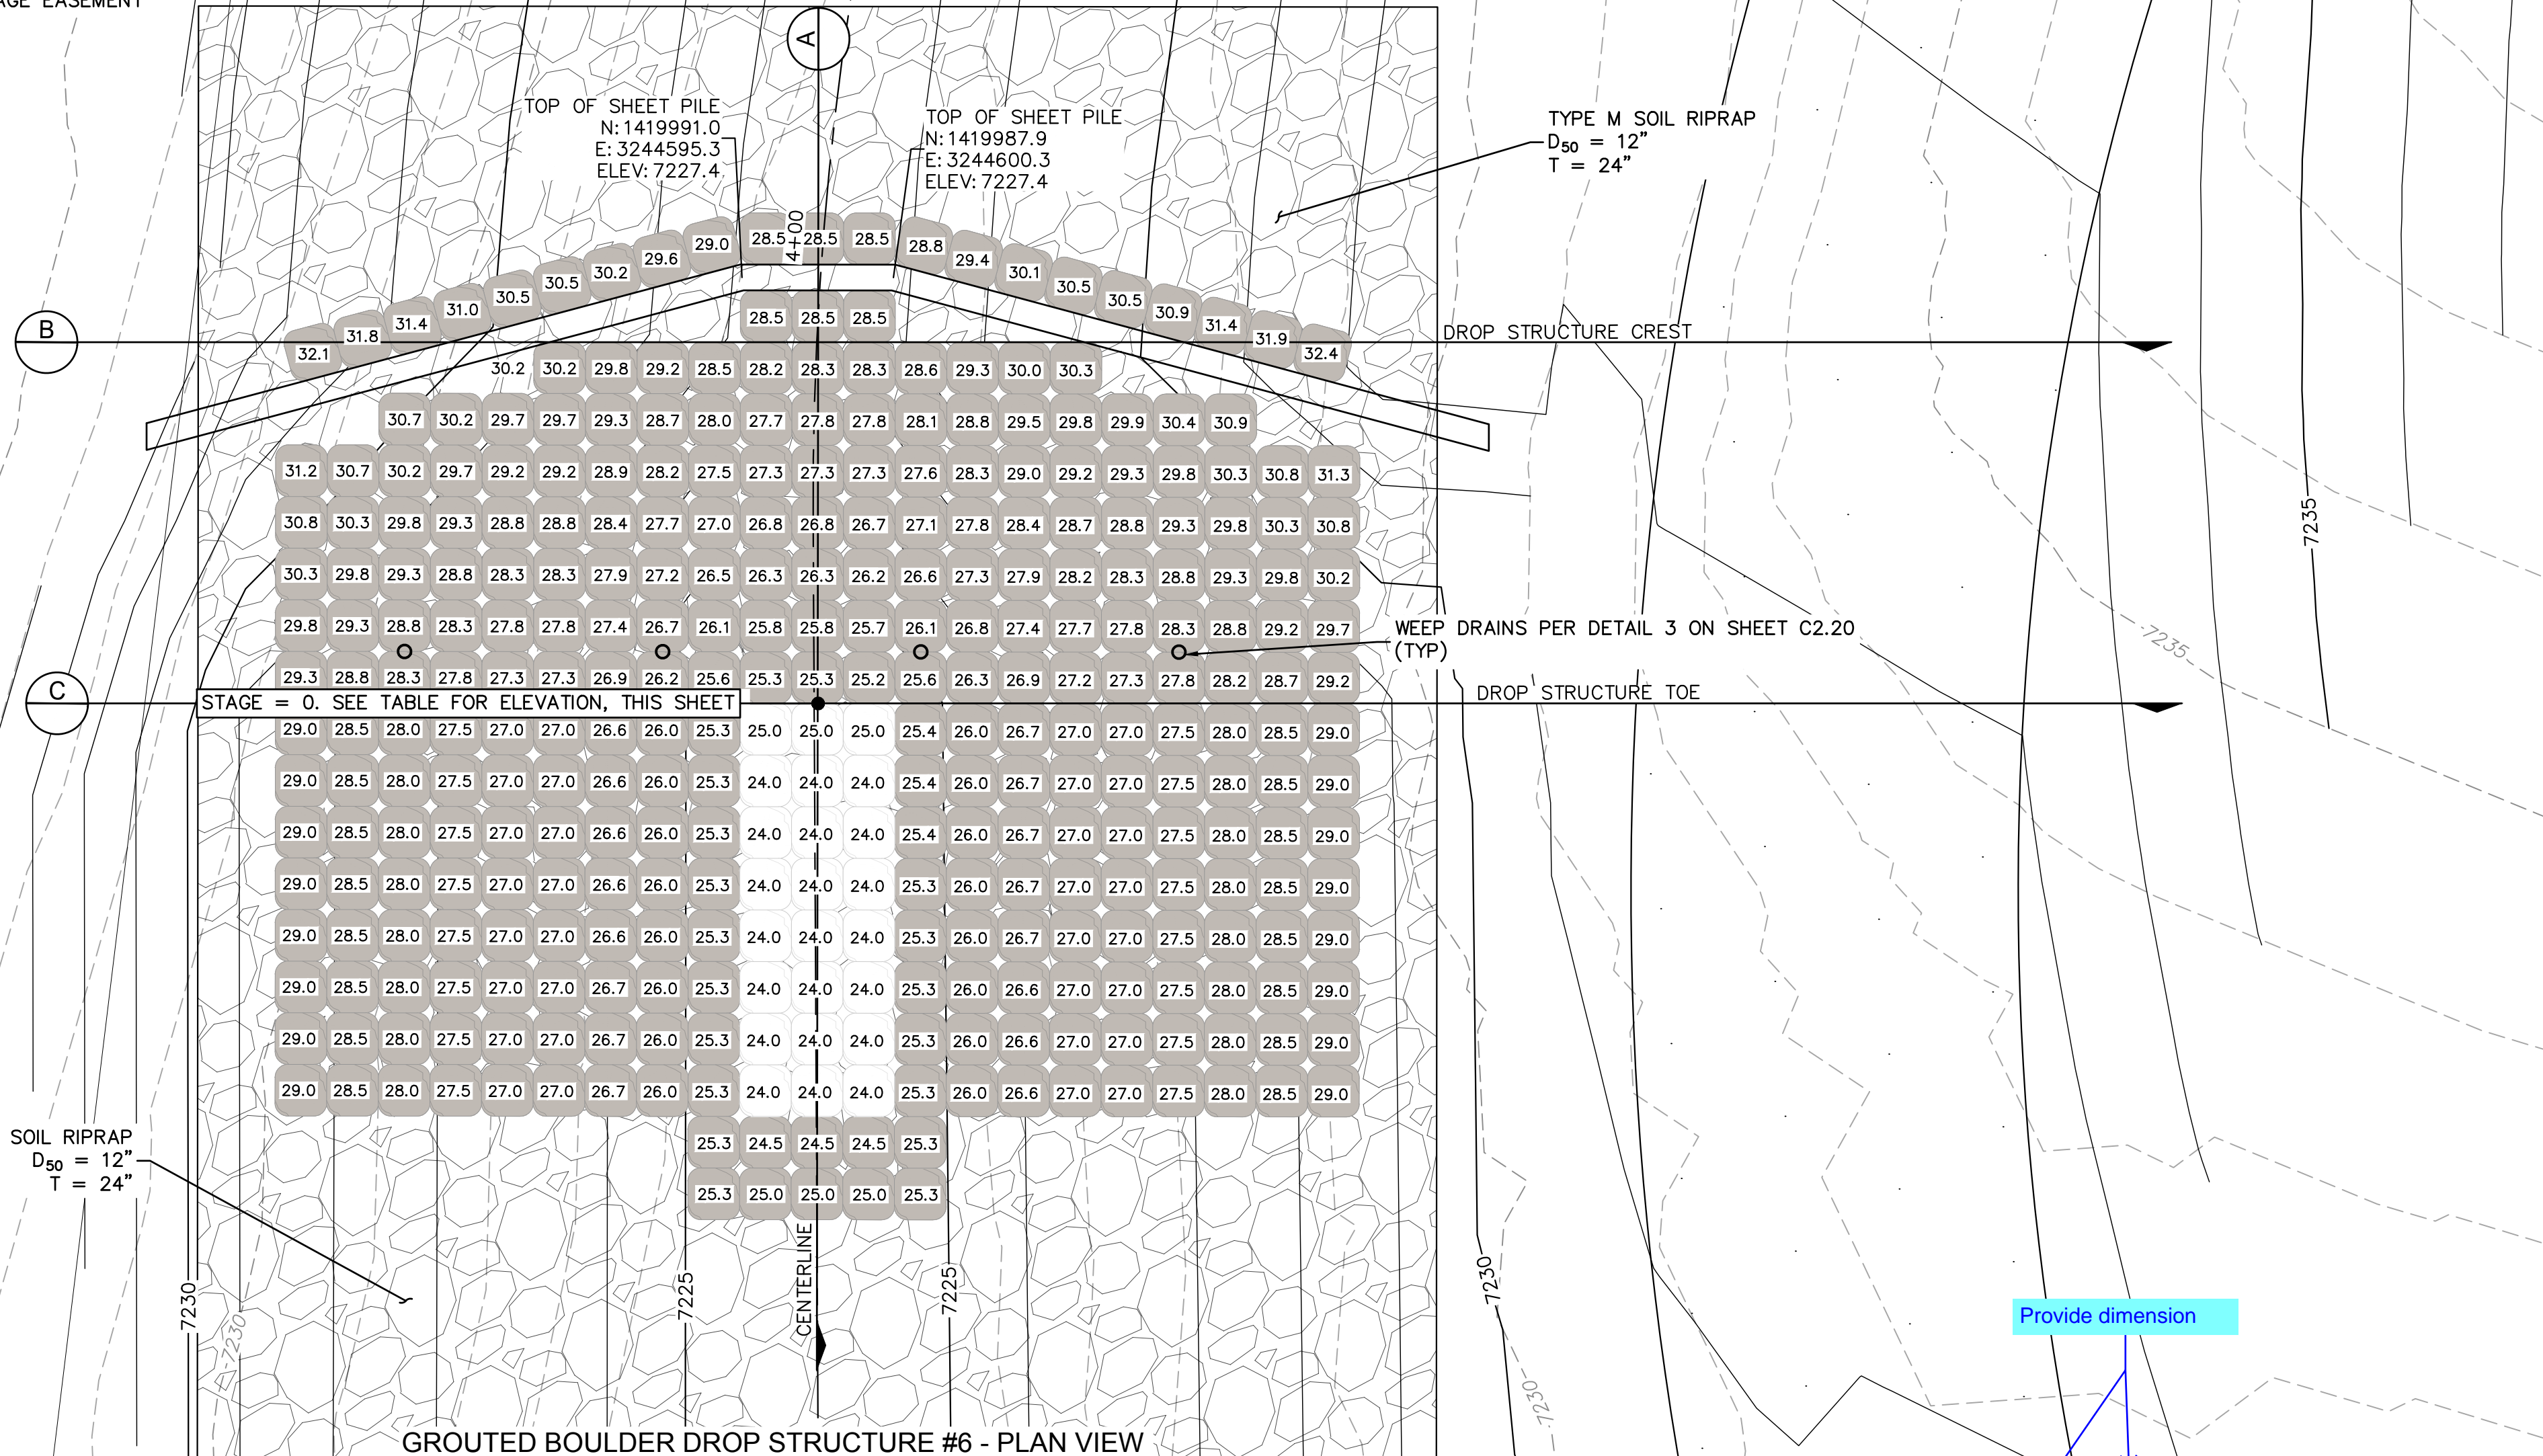 AGE EASEMENT
A
TOP OF SHEET PILE
N: 1419991.0
E: 3244595.3
ELEV: 7227.4
TOP OF SHEET PILE
N: 1419987.9
E: 3244600.3
ELEV: 7227.4
TYPE M SOIL RIPRAP
D50 = 12"
T = 24"
4+00
32.1 31.8 31.4 31.0 30.5 30.5 30.2 29.6 29.0 28.5 28.5 28.5 28.8 29.4 30.1 30.5 30.5 30.9 31.4 31.9 32.4
28.5 28.5 28.5
B
DROP STRUCTURE CREST
30.2 30.2 29.8 29.2 28.5 28.2 28.3 28.3 28.6 29.3 30.0 30.3
30.7 30.2 29.7 29.7 29.3 28.7 28.0 27.7 27.8 27.8 28.1 28.8 29.5 29.8 29.9 30.4 30.9
31.2 30.7 30.2 29.7 29.2 29.2 28.9 28.2 27.5 27.3 27.3 27.3 27.6 28.3 29.0 29.2 29.3 29.8 30.3 30.8 31.3
30.8 30.3 29.8 29.3 28.8 28.8 28.4 27.7 27.0 26.8 26.8 26.7 27.1 27.8 28.4 28.7 28.8 29.3 29.8 30.3 30.8
7235
30.3 29.8 29.3 28.8 28.3 28.3 27.9 27.2 26.5 26.3 26.3 26.2 26.6 27.3 27.9 28.2 28.3 28.8 29.3 29.8 30.2
29.8 29.3 28.8 28.3 27.8 27.8 27.4 26.7 26.1 25.8 25.8 25.7 26.1 26.8 27.4 27.7 27.8 28.3 28.8 29.2 29.7
WEEP DRAINS PER DETAIL 3 ON SHEET C2.20
(TYP)
7235
29.3 28.8 28.3 27.8 27.3 27.3 26.9 26.2 25.6 25.3 25.3 25.2 25.6 26.3 26.9 27.2 27.3 27.8 28.2 28.7 29.2
C
STAGE = 0. SEE TABLE FOR ELEVATION, THIS SHEET
DROP STRUCTURE TOE
29.0 28.5 28.0 27.5 27.0 27.0 26.6 26.0 25.3 25.0 25.0 25.0 25.4 26.0 26.7 27.0 27.0 27.5 28.0 28.5 29.0
29.0 28.5 28.0 27.5 27.0 27.0 26.6 26.0 25.3 24.0 24.0 24.0 25.4 26.0 26.7 27.0 27.0 27.5 28.0 28.5 29.0
29.0 28.5 28.0 27.5 27.0 27.0 26.6 26.0 25.3 24.0 24.0 24.0 25.4 26.0 26.7 27.0 27.0 27.5 28.0 28.5 29.0
29.0 28.5 28.0 27.5 27.0 27.0 26.6 26.0 25.3 24.0 24.0 24.0 25.3 26.0 26.7 27.0 27.0 27.5 28.0 28.5 29.0
29.0 28.5 28.0 27.5 27.0 27.0 26.6 26.0 25.3 24.0 24.0 24.0 25.3 26.0 26.7 27.0 27.0 27.5 28.0 28.5 29.0
29.0 28.5 28.0 27.5 27.0 27.0 26.7 26.0 25.3 24.0 24.0 24.0 25.3 26.0 26.6 27.0 27.0 27.5 28.0 28.5 29.0
29.0 28.5 28.0 27.5 27.0 27.0 26.7 26.0 25.3 24.0 24.0 24.0 25.3 26.0 26.6 27.0 27.0 27.5 28.0 28.5 29.0
29.0 28.5 28.0 27.5 27.0 27.0 26.7 26.0 25.3 24.0 24.0 24.0 25.3 26.0 26.6 27.0 27.0 27.5 28.0 28.5 29.0
25.3 24.5 24.5 24.5 25.3
25.3 25.0 25.0 25.0 25.3
SOIL RIPRAP
D50 = 12"
T = 24"
7230
7230
7225
CENTERLINE
7225
7230
7230
Provide dimension
GROUTED BOULDER DROP STRUCTURE #6 - PLAN VIEW